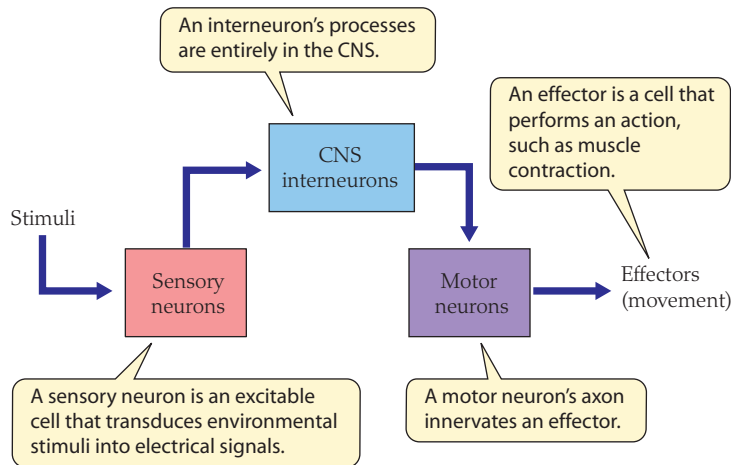 An interneuron's processes
are entirely in the CNS.
An effector is a cell that
performs an action,
such as muscle
contraction.
CNS
interneurons
Stimuli
Sensory
neurons
Motor
neurons
Effectors
(movement)
A sensory neuron is an excitable
cell that transduces environmental
stimuli into electrical signals.
A motor neuron's axon
innervates an effector.